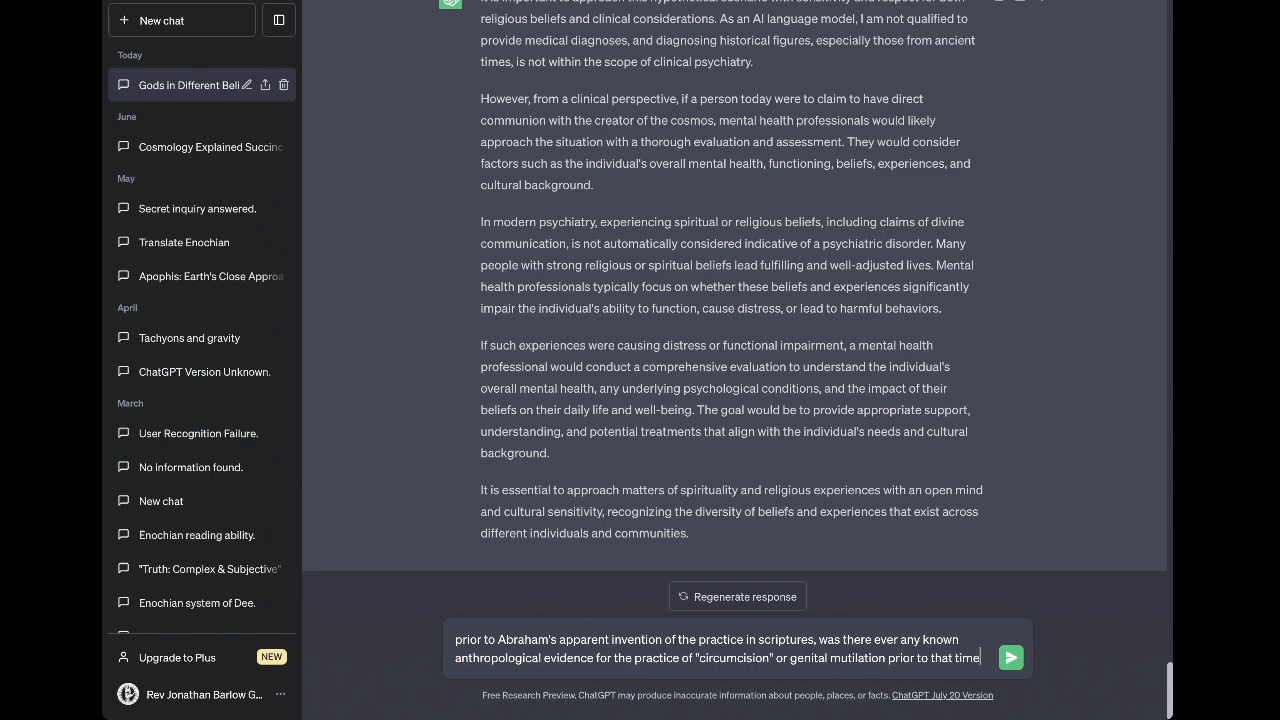 New chat
Today
Gods in Different Beli
June
Cosmology Explained Succinc
May
Secret inquiry answered.
Translate Enochian
Apophis: Earth's Close Approa
April
Tachyons and gravity
ChatGPT Version Unknown.
March
User Recognition Failure.
No information found.
New chat
Enochian reading ability.
"Truth: Complex & Subjective"
Enochian system of Dee.
Upgrade to Plus
NEW
Rev Jonathan Barlow G...
It is important to approach this hypothetical scenario with sensitivity and respect for both
religious beliefs and clinical considerations. As an AI language model, I am not qualified to
provide medical diagnoses, and diagnosing historical figures, especially those from ancient
times, is not within the scope of clinical psychiatry.
However, from a clinical perspective, if a person today were to claim to have direct
communion with the creator of the cosmos, mental health professionals would likely
approach the situation with a thorough evaluation and assessment. They would consider
factors such as the individual's overall mental health, functioning, beliefs, experiences, and
cultural background.
In modern psychiatry, experiencing spiritual or religious beliefs, including claims of divine
communication, is not automatically considered indicative of a psychiatric disorder. Many
people with strong religious or spiritual beliefs lead fulfilling and well-adjusted lives. Mental
health professionals typically focus on whether these beliefs and experiences significantly
impair the individual's ability to function, cause distress, or lead to harmful behaviors.
If such experiences were causing distress or functional impairment, a mental health
professional would conduct a comprehensive evaluation to understand the individual's
overall mental health, any underlying psychological conditions, and the impact of their
beliefs on their daily life and well-being. The goal would be to provide appropriate support,
understanding, and potential treatments that align with the individual's needs and cultural
background.
It is essential to approach matters of spirituality and religious experiences with an open mind
and cultural sensitivity, recognizing the diversity of beliefs and experiences that exist across
different individuals and communities.
Regenerate response
prior to Abraham's apparent invention of the practice in scriptures, was there ever any known
anthropological evidence for the practice of "circumcision" or genital mutilation prior to that time
Free Research Preview. ChatGPT may produce inaccurate information about people, places, or facts. ChatGPT July 20 Version